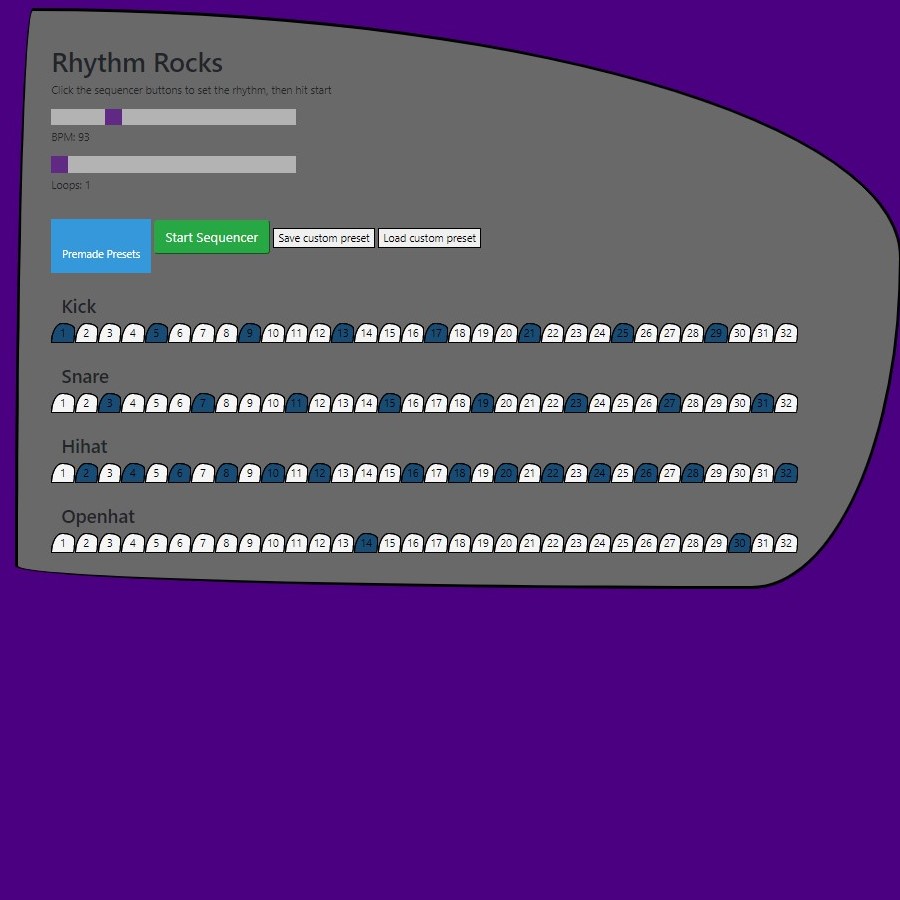 Rhythm Rocks
Click the sequencer buttons to set the rhythm, then hit start
BPM: 93
Loops: 1
Premade Presets Start Sequencer Save custom preset Load custom preset
Kick
1 2 3 4 5 6 7 8 9 10 11 12 13 14 15 16 17 18 19 20 21 22 23 24 25 26 27 28 29 30 31 32
Snare
1 2 3 4 5 6 7 8 9 10 11 12 13 14 15 16 17 18 19 20 21 22 23 24 25 26 27 28 29 30 31 32
Hihat
1 2 3 4 5 6 7 8 9 10 11 12 13 14 15 16 17 18 19 20 21 22 23 24 25 26 27 28 29 30 31 32
Openhat
1 2 3 4 5 6 7 8 9 10 11 12 13 14 15 16 17 18 19 20 21 22 23 24 25 26 27 28 29 30 31 32